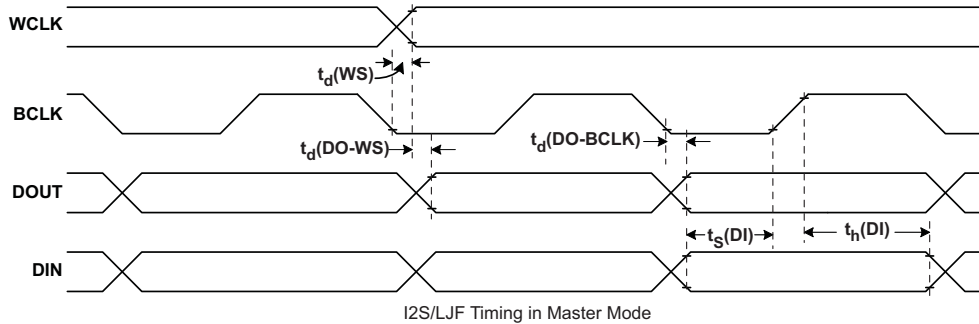 WCLK
t_d(WS)
BCLK
t_d(DO-WS)
t_d(DO-BCLK)
DOUT
t_S(DI)
t_h(DI)
DIN
I2S/LJF Timing in Master Mode